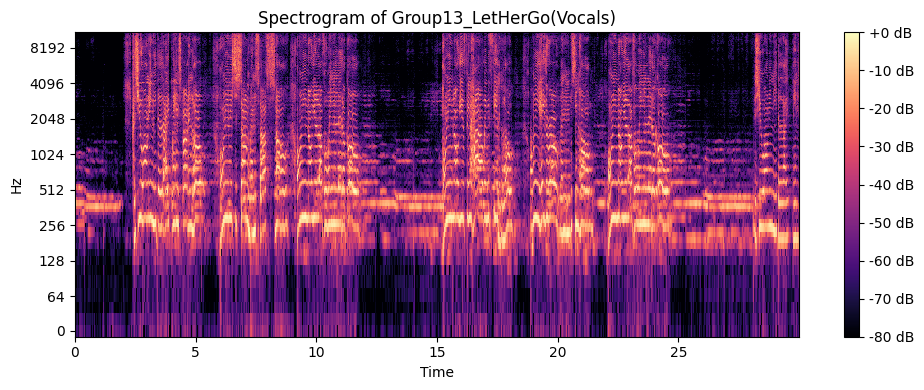 Spectrogram of Group13_LetHerGo(Vocals)
Hz
8192
4096
2048
1024
512
256
128
64
0
0 5 10 15 20 25
Time
+0 dB
-10 dB
-20 dB
-30 dB
-40 dB
-50 dB
-60 dB
-70 dB
-80 dB